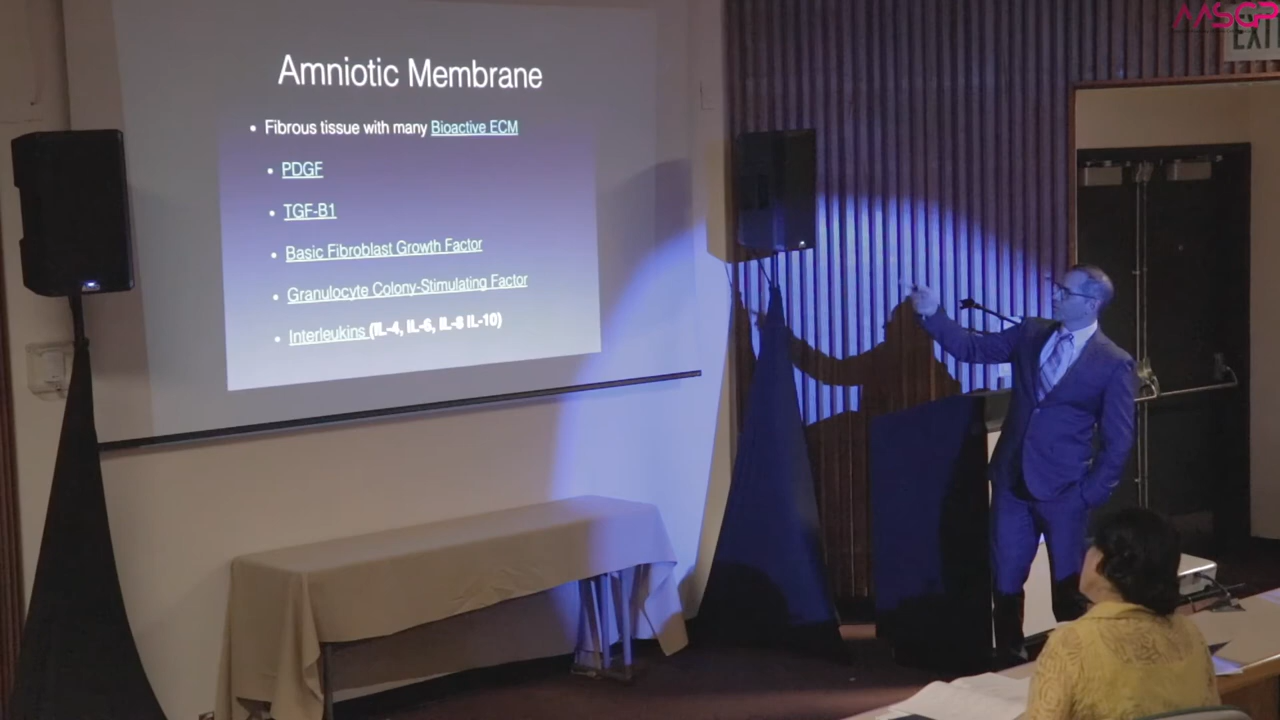 AASGP
EXIT
Amniotic Membrane
• Fibrous tissue with many Bioactive ECM
• PDGF
• TGF-B1
• Basic Fibroblast Growth Factor
• Granulocyte Colony-Stimulating Factor
• Interleukins (IL-4, IL-6, IL-8 IL-10)